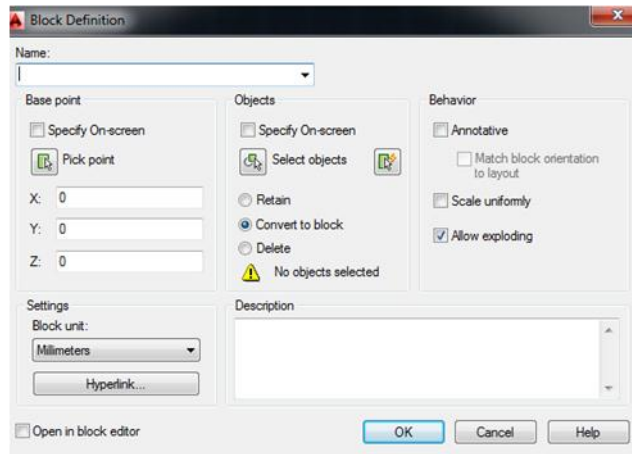 Block Definition
Name:
Base point
Specify On-screen
Pick point
X: 0
Y: 0
Z: 0
Objects
Specify On-screen
Select objects
Retain
Convert to block
Delete
No objects selected
Behavior
Annotative
Match block orientation
to layout
Scale uniformly
Allow exploding
Settings
Block unit:
Millimeters
Hyperlink...
Description
Open in block editor
OK
Cancel
Help